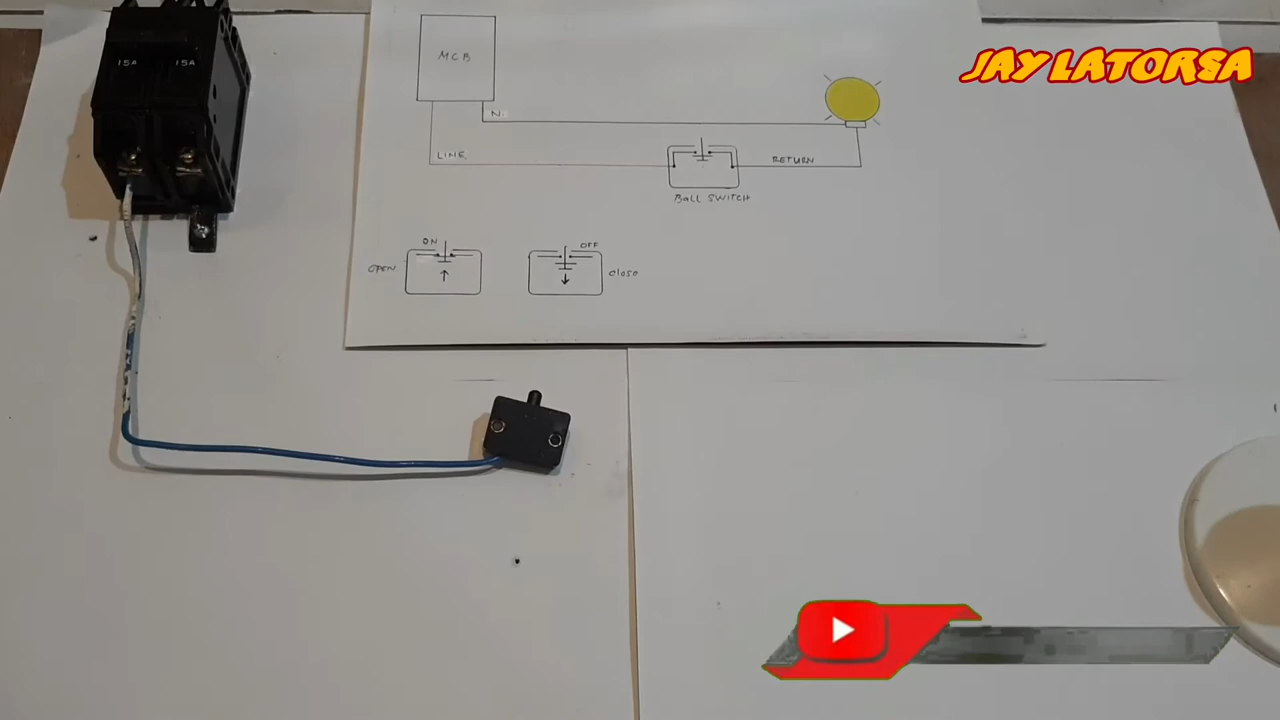 15A 15A
MCB
JAY LATORSA
N.
LINE.
RETURN
BALL SWITCH
ON
OFF
OPEN
close